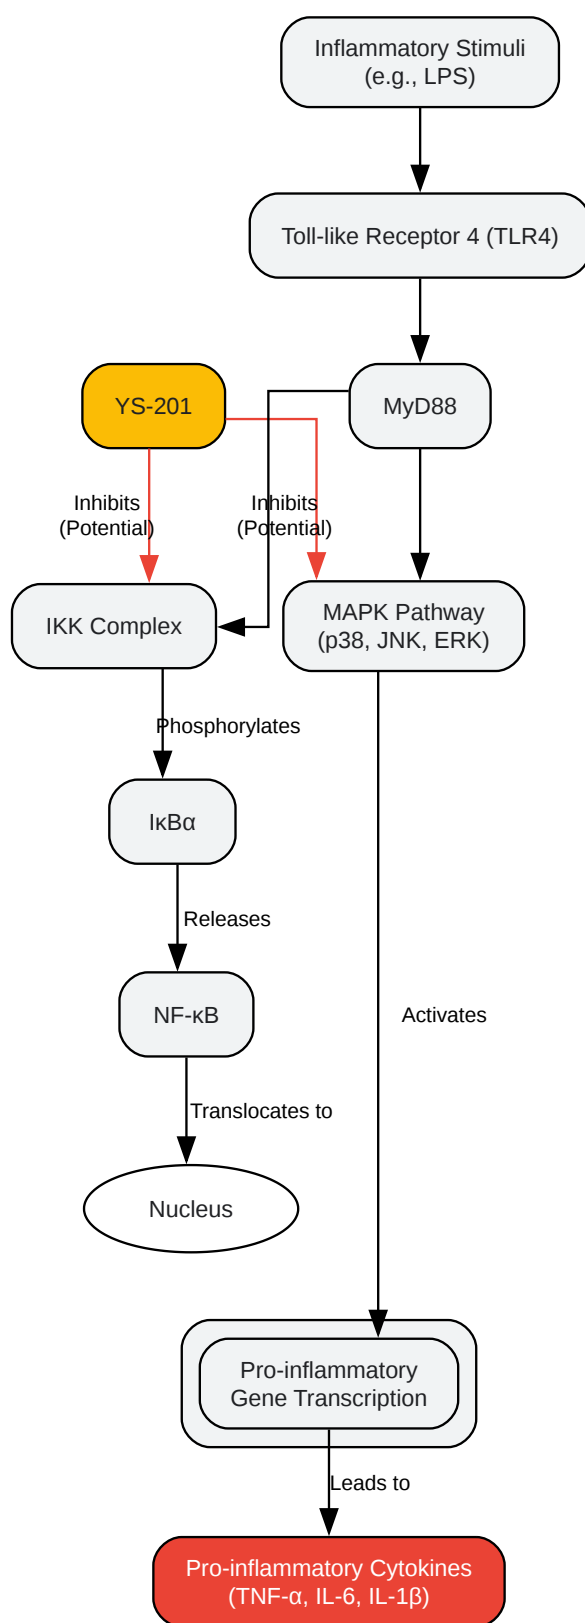 Inflammatory Stimuli
(e.g., LPS)
Toll-like Receptor 4 (TLR4)
YS-201
MyD88
Inhibits
(Potential)
Inhibits
(Potential)
IKK Complex
MAPK Pathway
(p38, JNK, ERK)
Phosphorylates
IκBα
Releases
NF-κB
Activates
Translocates to
Nucleus
Pro-inflammatory
Gene Transcription
Leads to
Pro-inflammatory Cytokines
(TNF-α, IL-6, IL-1β)